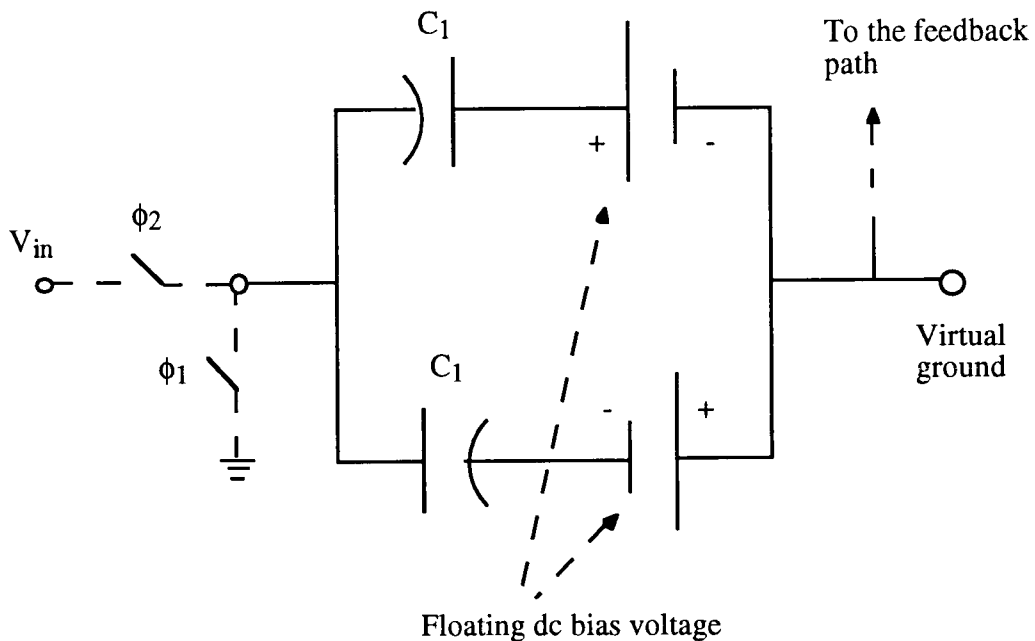 C1
To the feedback
path
+
-
ϕ2
Vin
ϕ1
C1
-
+
Virtual
ground
Floating dc bias voltage